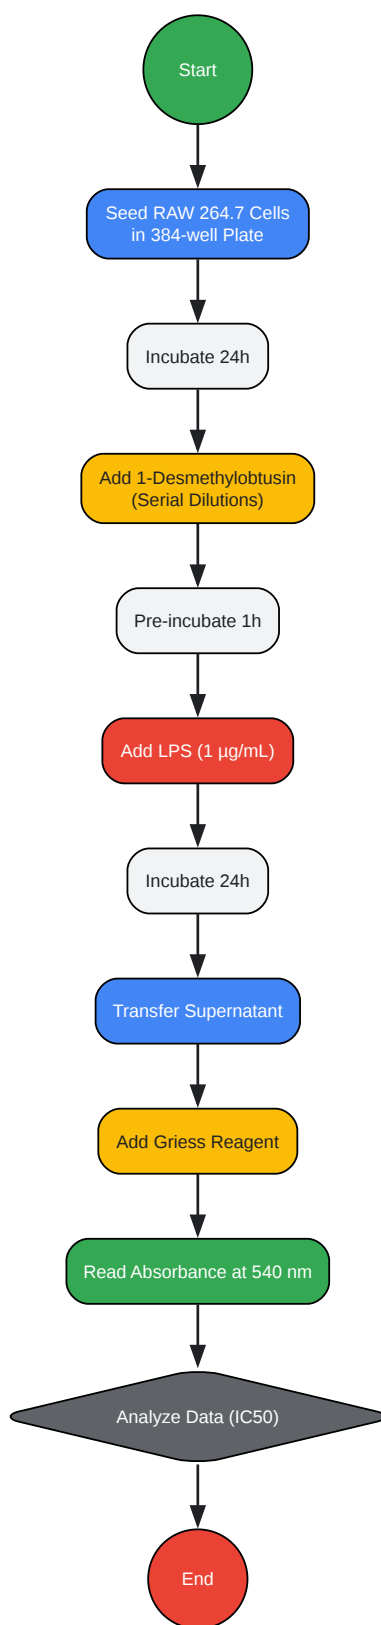 Start
Seed RAW 264.7 Cells
in 384-well Plate
Incubate 24h
Add 1-Desmethylobtusin
(Serial Dilutions)
Pre-incubate 1h
Add LPS (1 µg/mL)
Incubate 24h
Transfer Supernatant
Add Griess Reagent
Read Absorbance at 540 nm
Analyze Data (IC50)
End